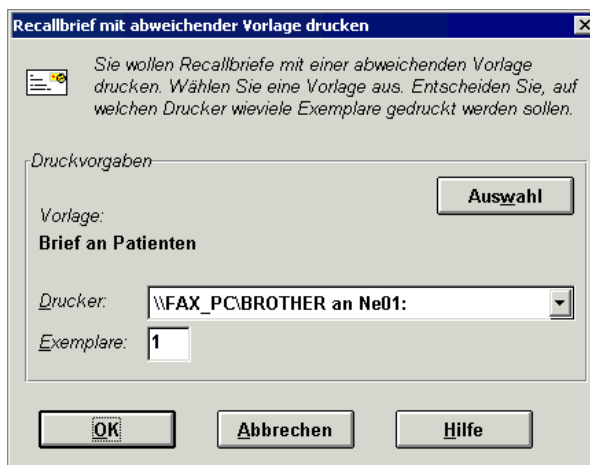 Recallbrief mit abweichender Vorlage drucken
Sie wollen Recallbriefe mit einer abweichenden Vorlage
drucken. Wählen Sie eine Vorlage aus. Entscheiden Sie, auf
welchen Drucker wieviele Exemplare gedruckt werden sollen.
Druckvorgaben
Auswahl
Vorlage:
Brief an Patienten
Drucker: \\FAX_PC\BROTHER an Ne01:
Exemplare: 1
OK Abbrechen Hilfe